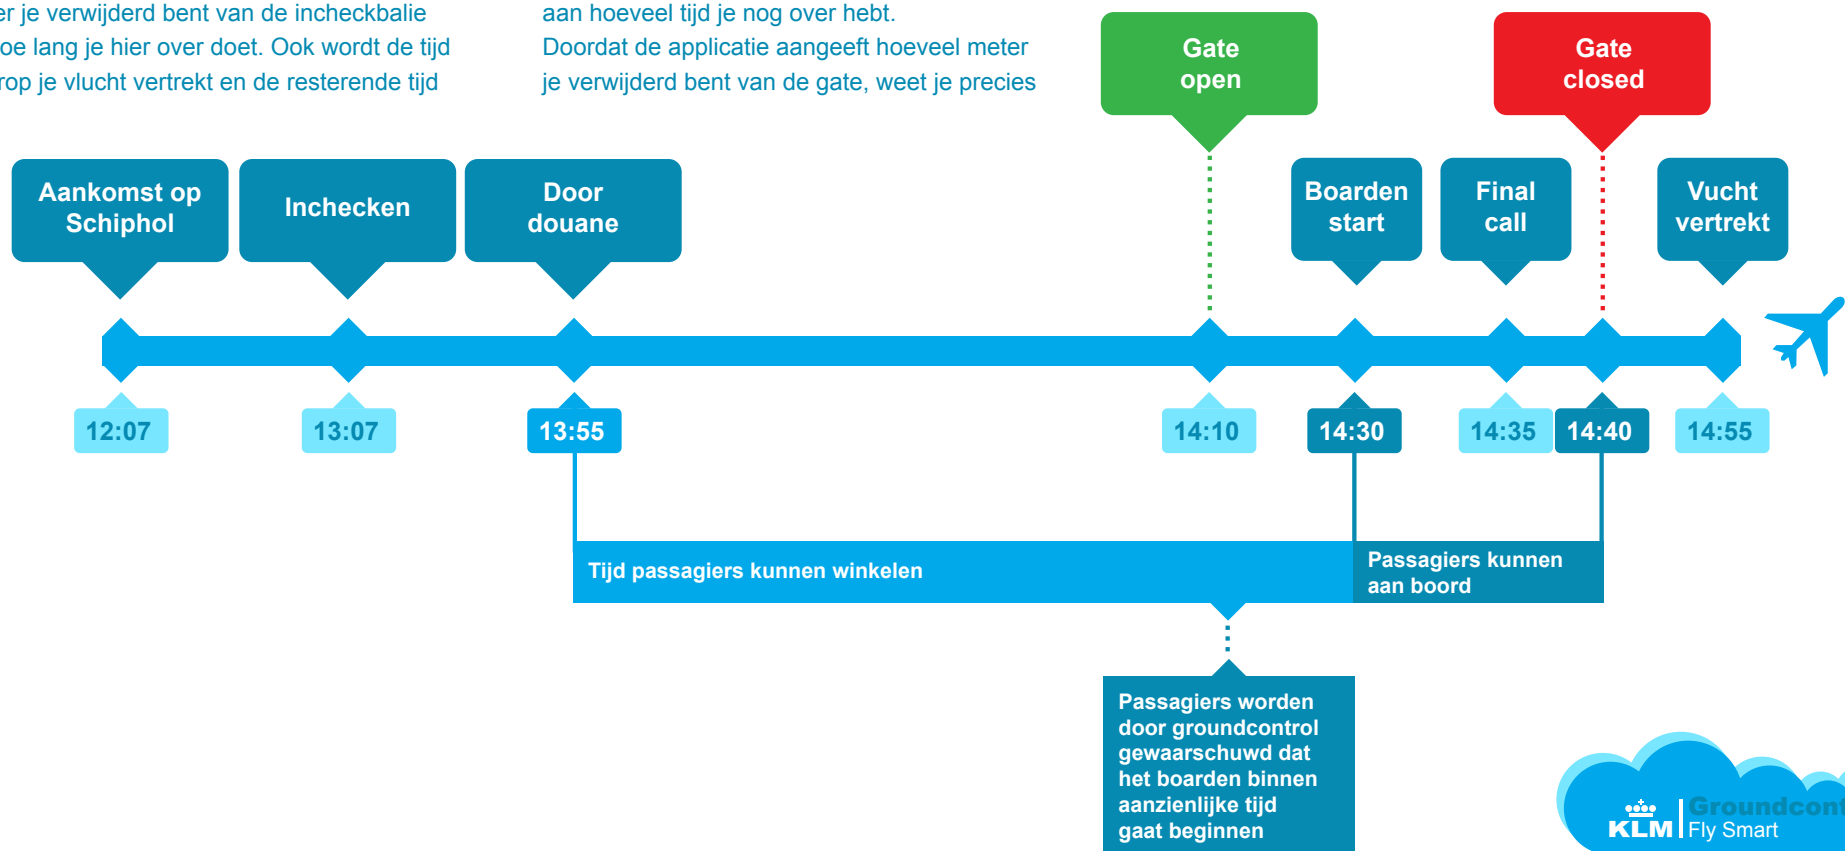 er je verwijderd bent van de incheckbalie
oe lang je hier over doet. Ook wordt de tijd
rop je vlucht vertrekt en de resterende tijd
aan hoeveel tijd je nog over hebt.
Doordat de applicatie aangeeft hoeveel meter
je verwijderd bent van de gate, weet je precies
Gate
open
Gate
closed
Aankomst op
Schiphol
Inchecken
Door
douane
Boarden
start
Final
call
Vucht
vertrekt
12:07
13:07
13:55
14:10
14:30
14:35
14:40
14:55
Tijd passagiers kunnen winkelen
Passagiers kunnen
aan boord
Passagiers worden
door groundcontrol
gewaarschuwd dat
het boarden binnen
aanzienlijke tijd
gaat beginnen
KLM
Groundcont
Fly Smart